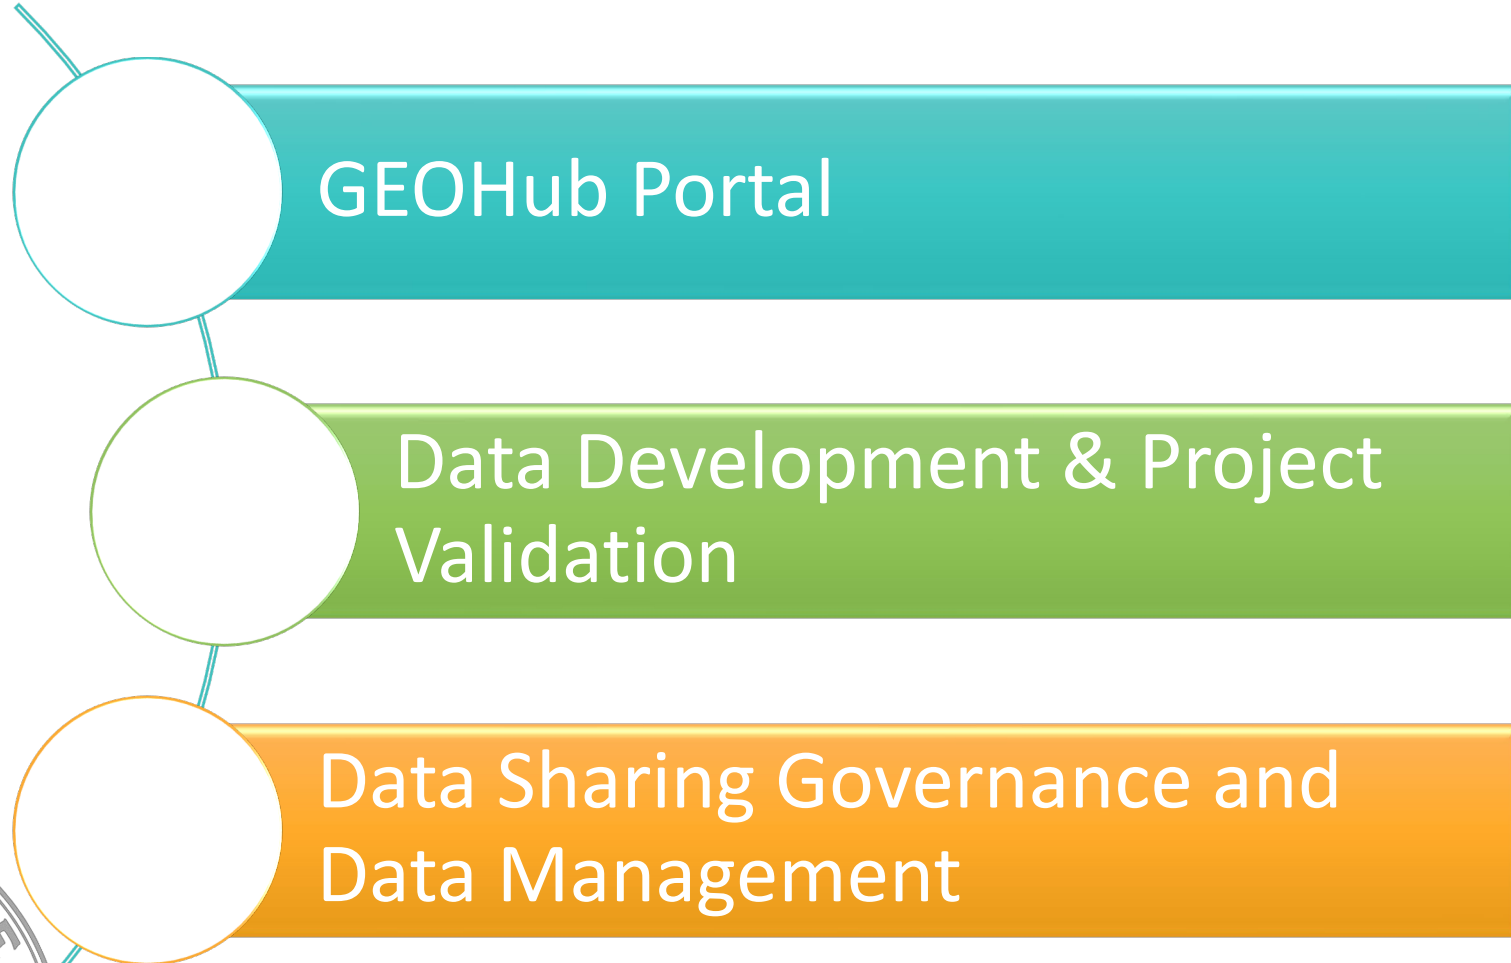 GEOHub Portal
Data Development & Project
Validation
Data Sharing Governance and
Data Management